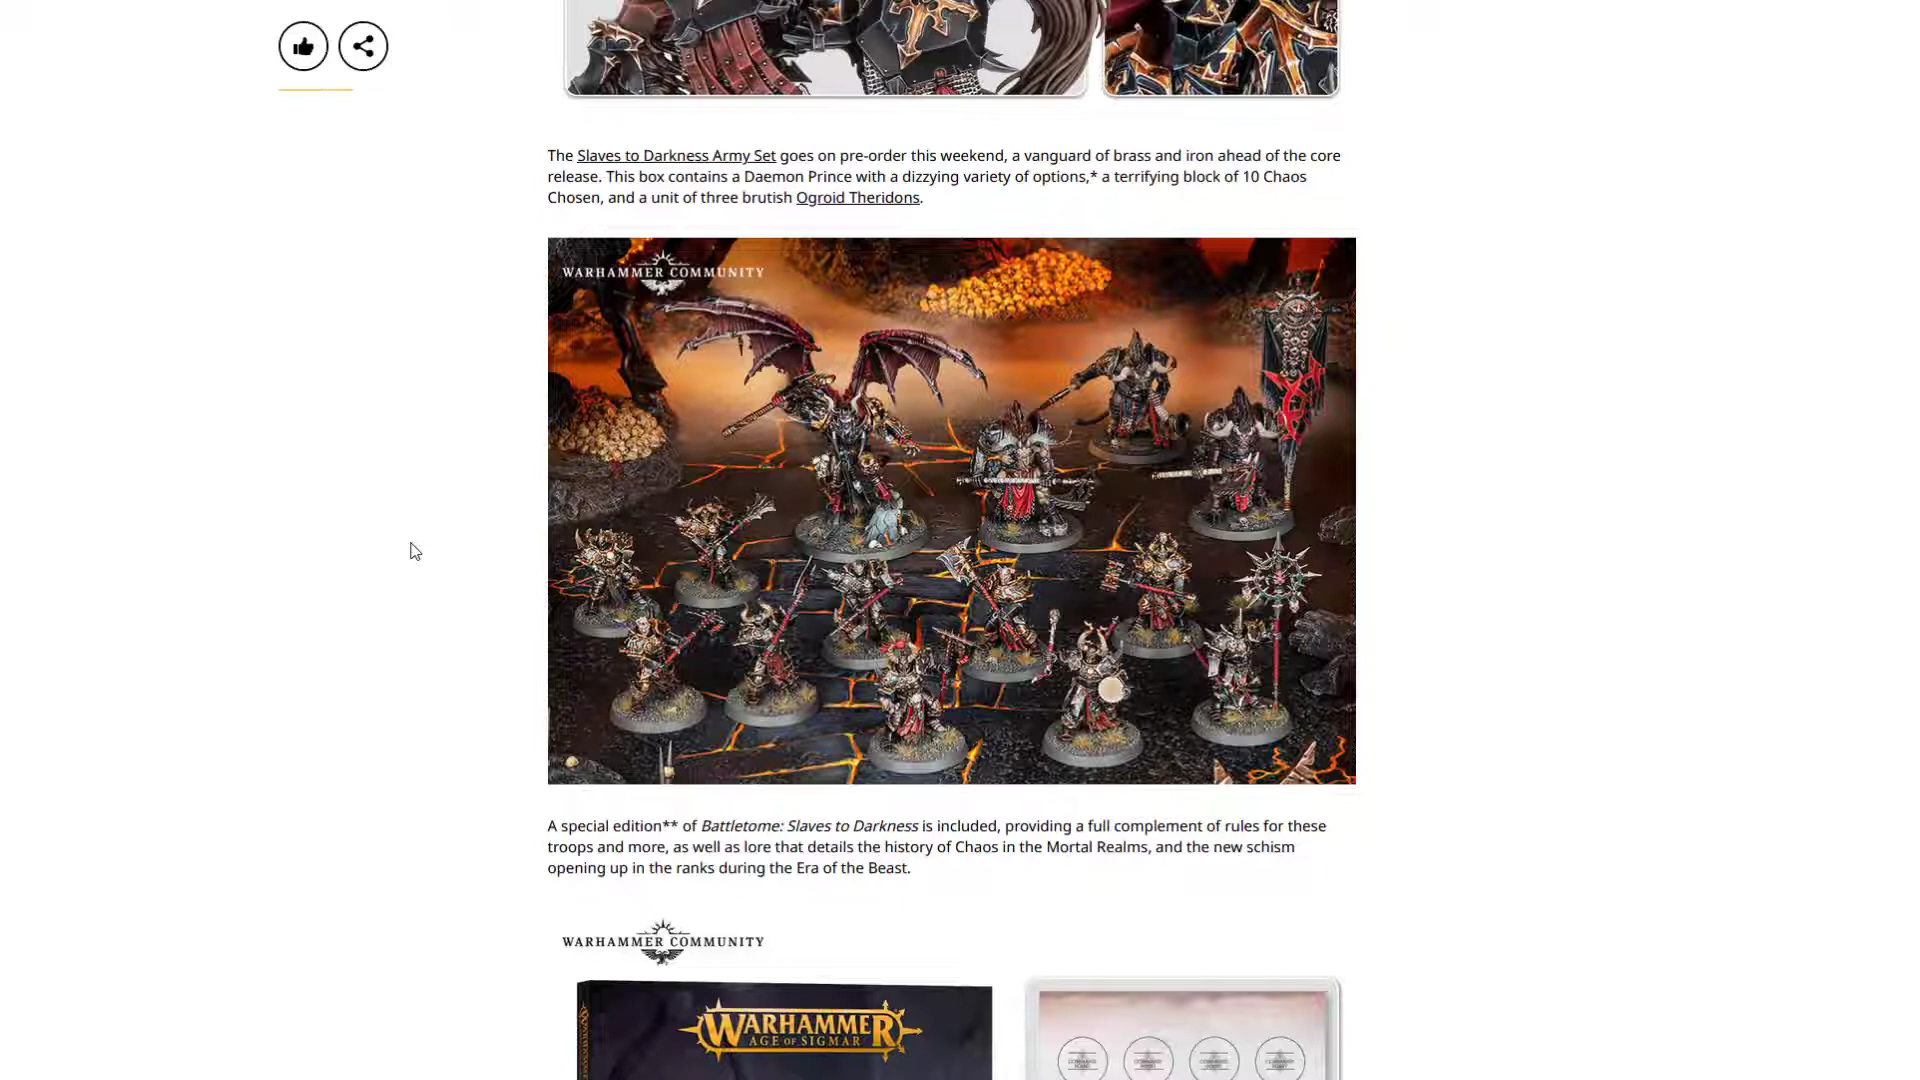 The Slaves to Darkness Army Set goes on pre-order this weekend, a vanguard of brass and iron ahead of the core
release. This box contains a Daemon Prince with a dizzying variety of options,* a terrifying block of 10 Chaos
Chosen, and a unit of three brutish Ogroid Theridons.
WARHAMMER COMMUNITY
A special edition** of Battletome: Slaves to Darkness is included, providing a full complement of rules for these
troops and more, as well as lore that details the history of Chaos in the Mortal Realms, and the new schism
opening up in the ranks during the Era of the Beast.
WARHAMMER COMMUNITY
WARHAMMER
AGE OF SIGMAR